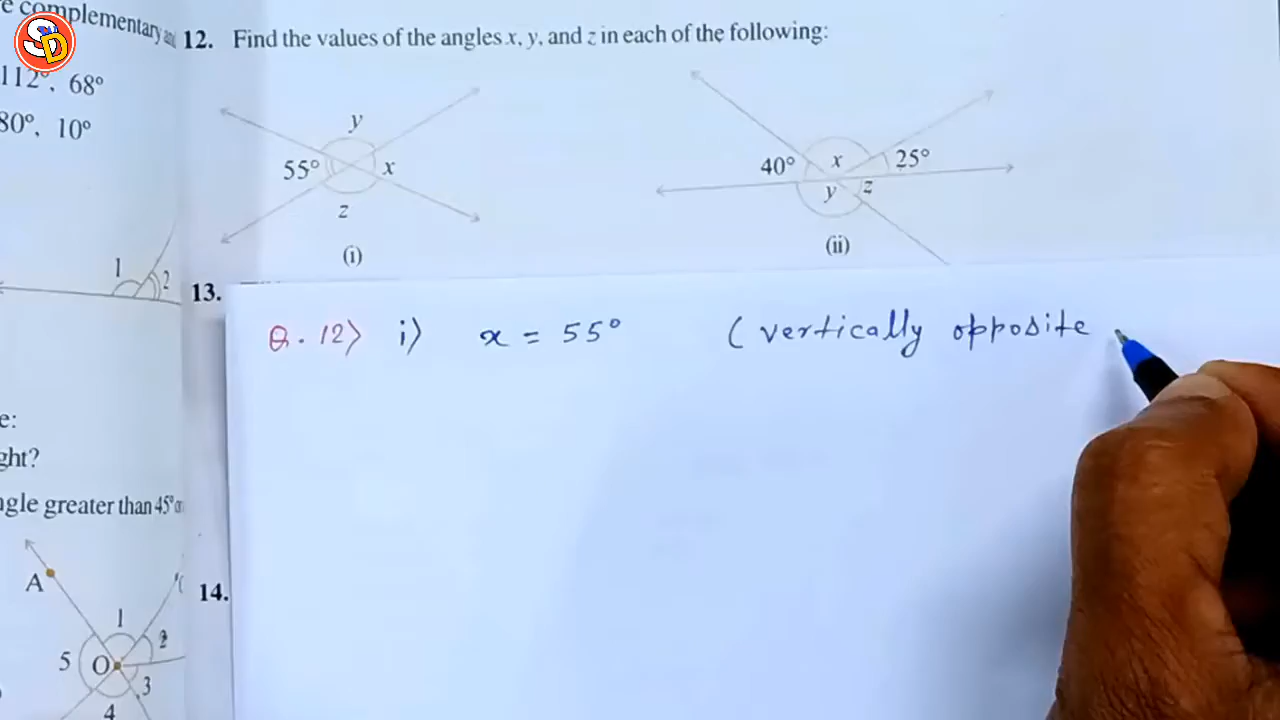 e complementary
SD
112°, 68°
80°, 10°
1
2
e:
ght?
ngle greater than 45°
A
1
2
5
O
3
4
12. Find the values of the angles x, y, and z in each of the following:
y
55°
x
z
(i)
40°
x
25°
y
z
(ii)
13.
Q. 12) i) x = 55° (vertically opposite
14.